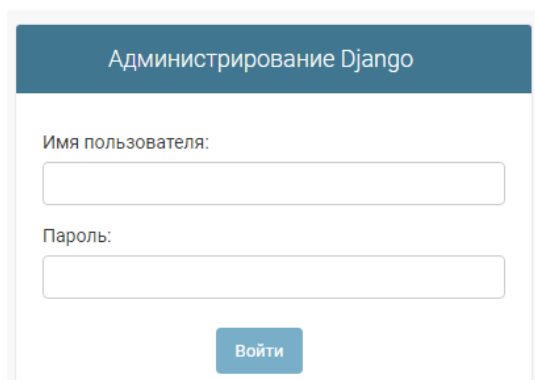 Администрирование Django
Имя пользователя:
Пароль:
Войти